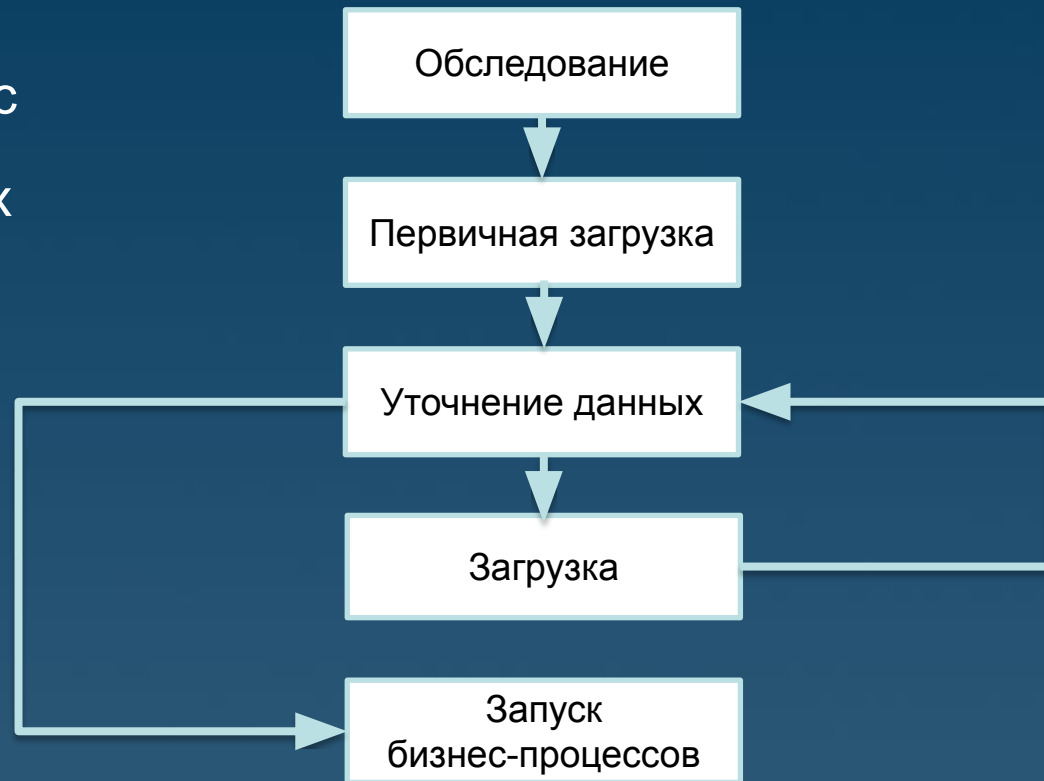 Обследование
с
х
Первичная загрузка
Уточнение данных
Загрузка
Запуск
бизнес-процессов